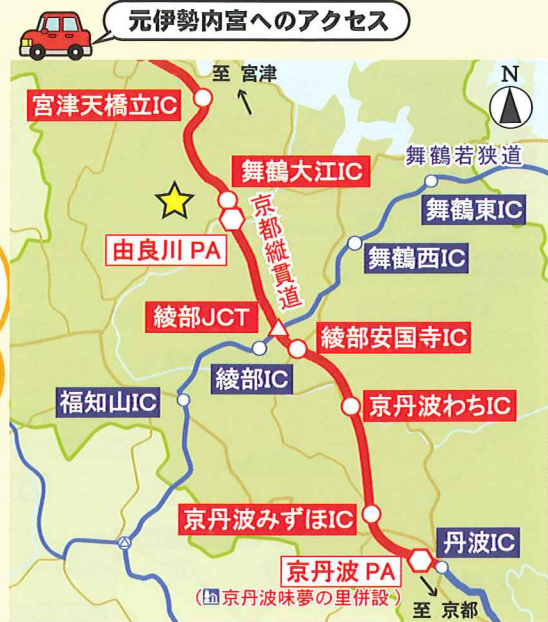 元伊勢内宮へのアクセス
至 宮津
N
宮津天橋立IC
舞鶴若狭道
舞鶴大江IC
舞鶴東IC
京都縦貫道
由良川 PA
舞鶴西IC
綾部JCT
綾部安国寺IC
綾部IC
福知山IC
京丹波わちIC
京丹波みずほIC
丹波IC
京丹波 PA
(京丹波味夢の里併設)
至 京都